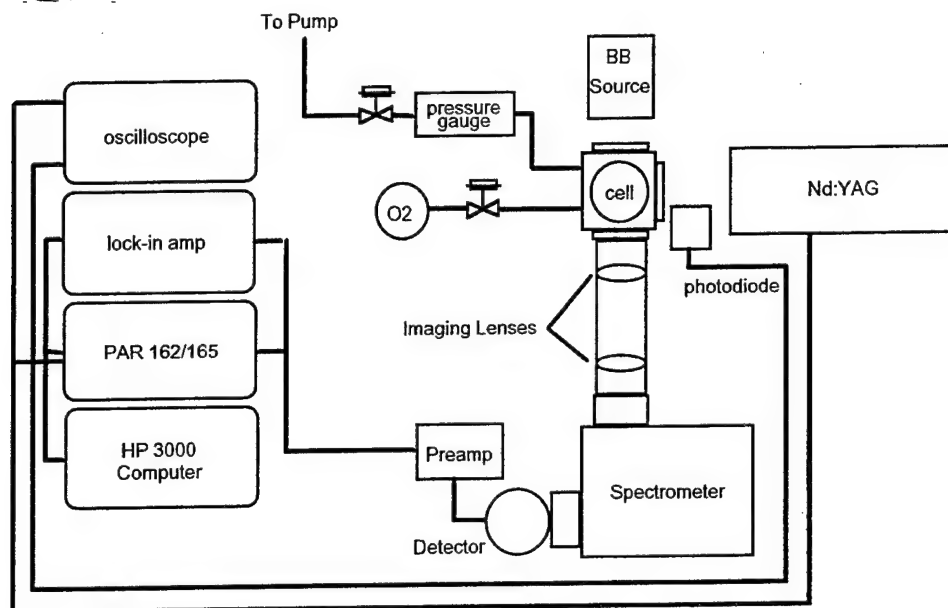 To Pump
BB
Source
pressure
gauge
oscilloscope
cell
Nd:YAG
O2
lock-in amp
photodiode
Imaging Lenses
PAR 162/165
HP 3000
Computer
Preamp
Spectrometer
Detector